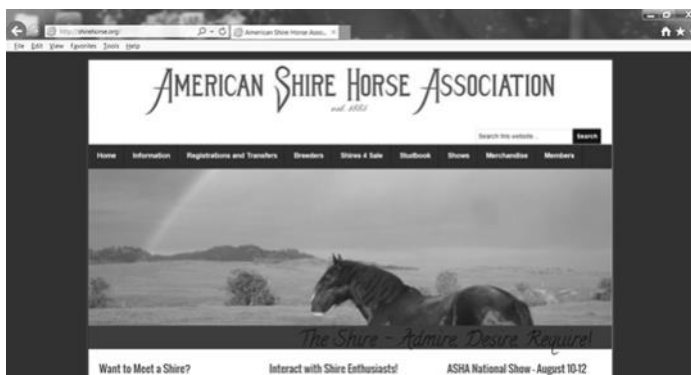 http://shirehorse.org/
American Shire Horse Asso...
File Edit View Favorites Tools Help
AMERICAN SHIRE HORSE ASSOCIATION
est. 1885
Search this website ...
Search
Home Information Registrations and Transfers Breeders Shires 4 Sale Studbook Shows Merchandise Members
The Shire ~ Admire, Desire, Require!
Want to Meet a Shire? Interact with Shire Enthusiasts! ASHA National Show - August 10-12